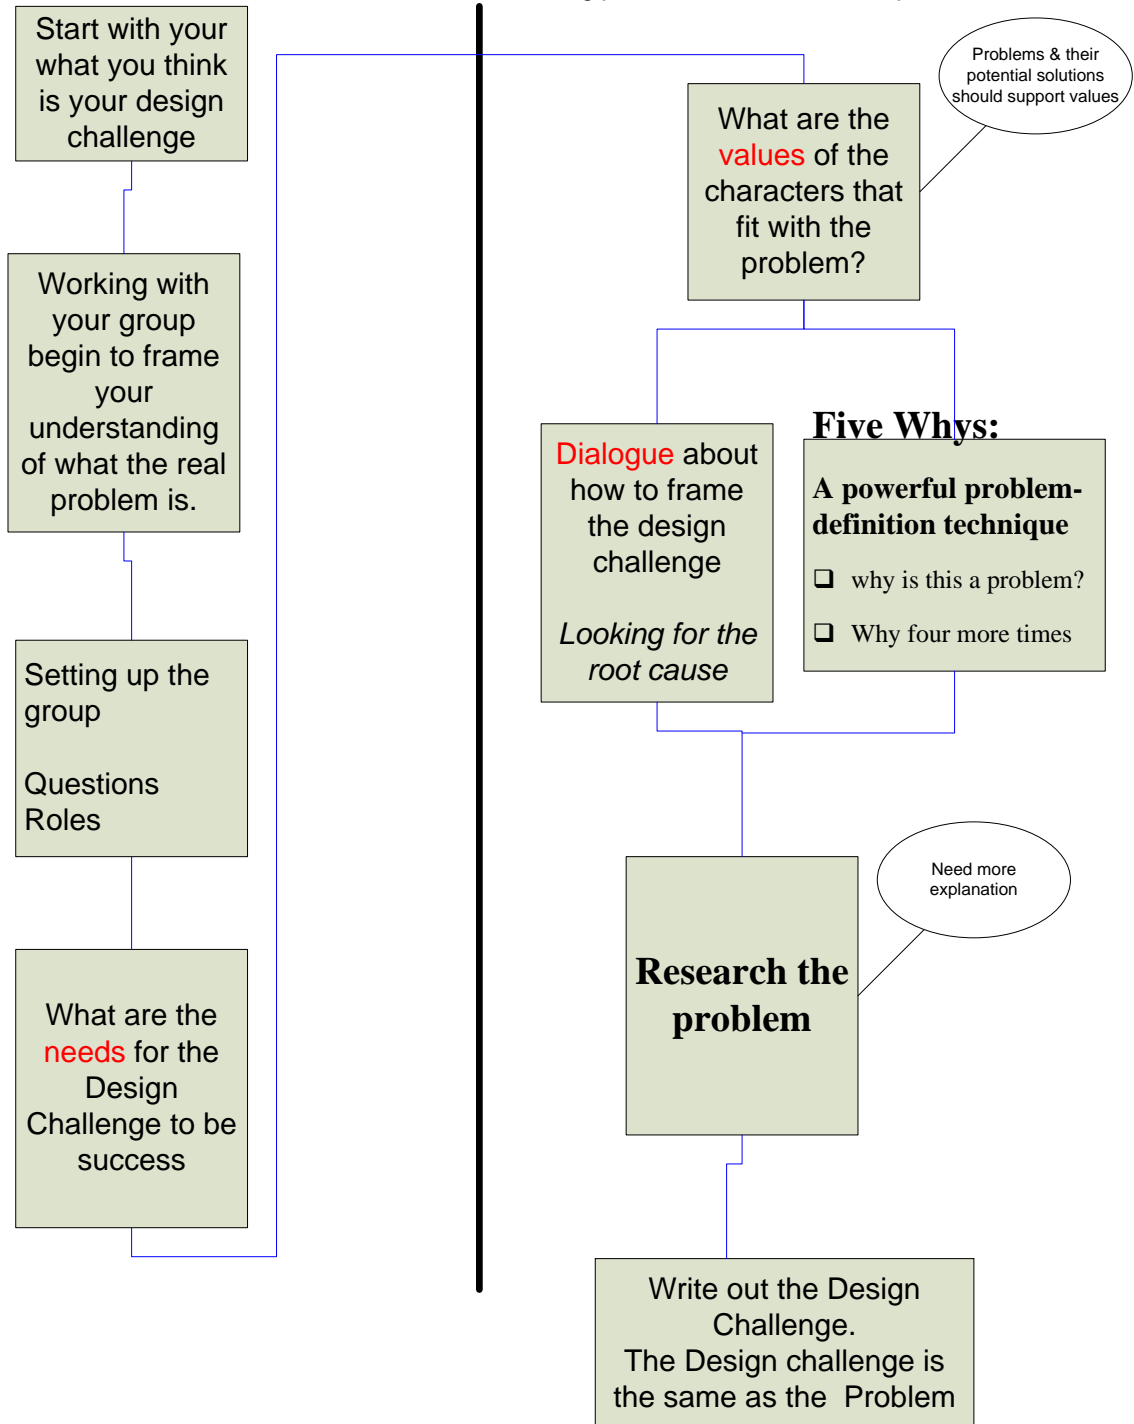 Start with your
what you think
is your design
challenge
Working with
your group
begin to frame
your
understanding
of what the real
problem is.
Setting up the
group
Questions
Roles
What are the
needs for the
Design
Challenge to be
success
What are the
values of the
characters that
fit with the
problem?
Problems & their
potential solutions
should support values
Dialogue about
how to frame
the design
challenge
Looking for the
root cause
Five Whys:
A powerful problem-
definition technique
❑ why is this a problem?
❑ Why four more times
Research the
problem
Need more
explanation
Write out the Design
Challenge.
The Design challenge is
the same as the Problem